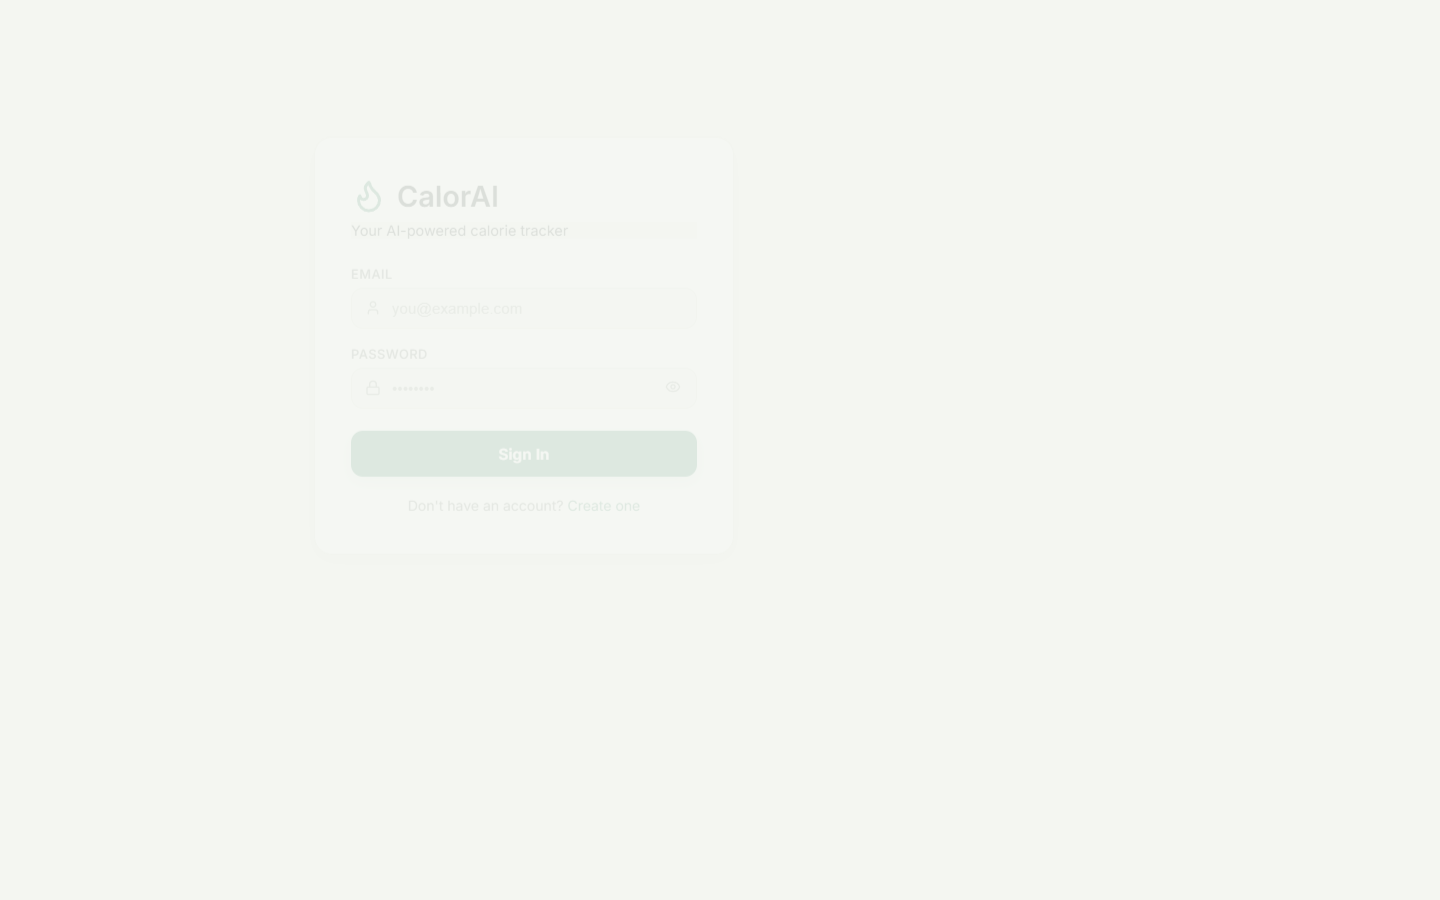 CalorAI
Your AI-powered calorie tracker
EMAIL
you@example.com
PASSWORD
••••••••
Sign In
Don't have an account? Create one